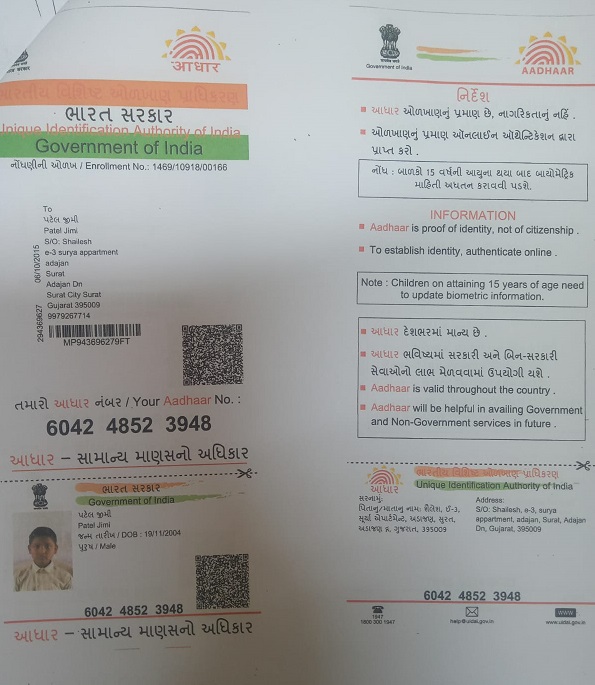 આધાર
ભારતીય વિશિષ્ટ ઓળખાણ પ્રાધિકરણ
ભારત સરકાર
Unique Identification Authority of India
Government of India
નોંધણીની ઓળખ / Enrollment No.: 1469/10918/00166
To
પટેલ જીમી
Patel Jimi
S/O: Shailesh
e-3 surya appartment
adajan
Surat
Adajan Dn
Surat City Surat
Gujarat 395009
9979267714
294369627 06/10/2015
MP943696279FT
તમારો આધાર નંબર / Your Aadhaar No. :
6042 4852 3948
આધાર – સામાન્ય માણસનો અધિકાર
ભારત સરકાર
Government of India
પટેલ જીમી
Patel Jimi
જન્મ તારીખ / DOB : 19/11/2004
પુરુષ / Male
6042 4852 3948
આધાર – સામાન્ય માણસનો અધિકાર
Government of India
AADHAAR
નિર્દેશ
આધાર ઓળખાણનું પ્રમાણ છે, નાગરિકતાનું નહિં .
ઓળખાણનું પ્રમાણ ઓનલાઈન ઓથેન્ટિકેશન દ્વારા
પ્રાપ્ત કરો .
નોંધ : બાળકો 15 વર્ષની આયુના થયા બાદ બાયોમેટ્રિક
માહિતી અધતન કરાવવી પડશે.
INFORMATION
Aadhaar is proof of identity, not of citizenship .
To establish identity, authenticate online .
Note : Children on attaining 15 years of age need
to update biometric information.
આધાર દેશભરમાં માન્ય છે .
આધાર ભવિષ્યમાં સરકારી અને બિન-સરકારી
સેવાઓનો લાભ મેળવવામાં ઉપયોગી થશે .
Aadhaar is valid throughout the country .
Aadhaar will be helpful in availing Government
and Non-Government services in future .
આધાર
ભારતીય વિશિષ્ટ ઓળખાણ પ્રાધિકરણ
Unique Identification Authority of India
સરનામું:
પિતાનું/માતાનું નામ: શૈલેશ, ઈ-3,
સૂર્યા એપાર્ટમેન્ટ, અડાજણ, સુરત,
અડાજણ દ્ન, ગુજરાત, 395009
Address:
S/O: Shailesh, e-3, surya
appartment, adajan, Surat, Adajan
Dn, Gujarat, 395009
6042 4852 3948
1947
1800 300 1947
help@uidai.gov.in
WWW
www.uidai.gov.in